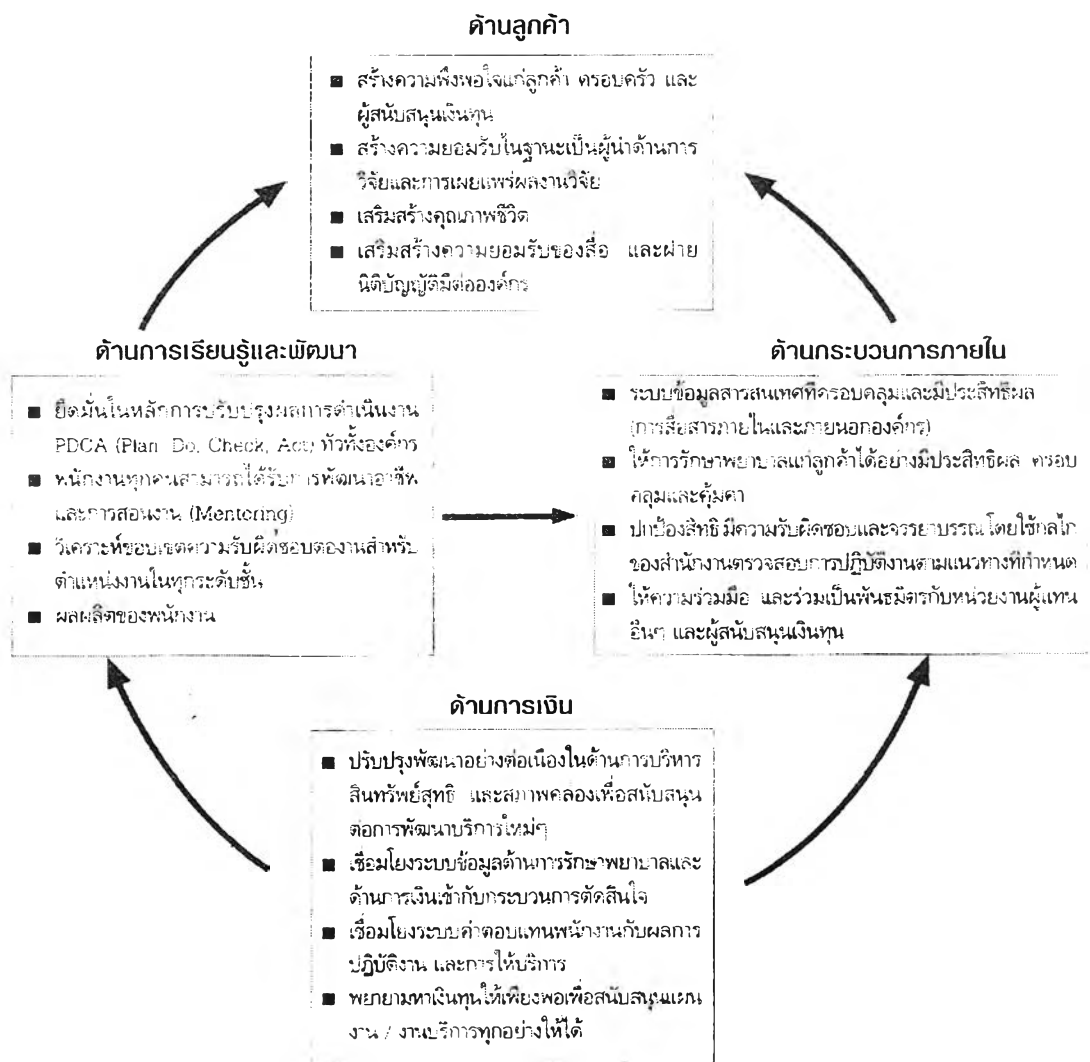 ด้านลูกค้า
■ สร้างความพึงพอใจแก่ลูกค้า ครอบครัว และ
ผู้สนับสนุนเงินทุน
■ สร้างความยอมรับในฐานะเป็นผู้นำด้านการ
วิจัยและการเผยแพร่ผลงานวิจัย
■ เสริมสร้างคุณภาพชีวิต
■ เสริมสร้างความยอมรับของสื่อ และฝ่าย
นิติบัญญัติมีต่อองค์กร
ด้านการเรียนรู้และพัฒนา
■ ยึดมั่นในหลักการปรับปรุงผลการดำเนินงาน
PDCA (Plan Do, Check, Act) ทั่วทั้งองค์กร
■ พนักงานทุกคนสามารถได้รับการพัฒนาอาชีพ
และการสอนงาน (Mentoring)
■ วิเคราะห์ขอบเขตความรับผิดชอบต่องานสำหรับ
ตำแหน่งงานในทุกระดับชั้น
■ ผลผลิตของพนักงาน
ด้านกระบวนการภายใน
■ ระบบข้อมูลสารสนเทศที่ครอบคลุมและมีประสิทธิผล
(การสื่อสารภายในและภายนอกองค์กร)
■ ให้การรักษาพยาบาลแก่ลูกค้าได้อย่างมีประสิทธิผล ครอบ
คลุมและคุ้มค่า
■ ปกป้องสิทธิ มีความรับผิดชอบและจรรยาบรรณ โดยใช้กลไก
ของสำนักงานตรวจสอบการปฏิบัติงานตามแนวทางที่กำหนด
■ ให้ความร่วมมือ และร่วมเป็นพันธมิตรกับหน่วยงานผู้แทน
อื่นๆ และผู้สนับสนุนเงินทุน
ด้านการเงิน
■ ปรับปรุงพัฒนาอย่างต่อเนื่องในด้านการบริหาร
สินทรัพย์สุทธิ และสภาพคล่องเพื่อสนับสนุน
ต่อการพัฒนาบริการใหม่ๆ
■ เชื่อมโยงระบบข้อมูลด้านการรักษาพยาบาลและ
ด้านการเงินเข้ากับกระบวนการตัดสินใจ
■ เชื่อมโยงระบบค่าตอบแทนพนักงานกับผลการ
ปฏิบัติงาน และการให้บริการ
■ พยายามหาเงินทุนให้เพียงพอเพื่อสนับสนุนแผน
งาน / งานบริการทุกอย่างให้ได้